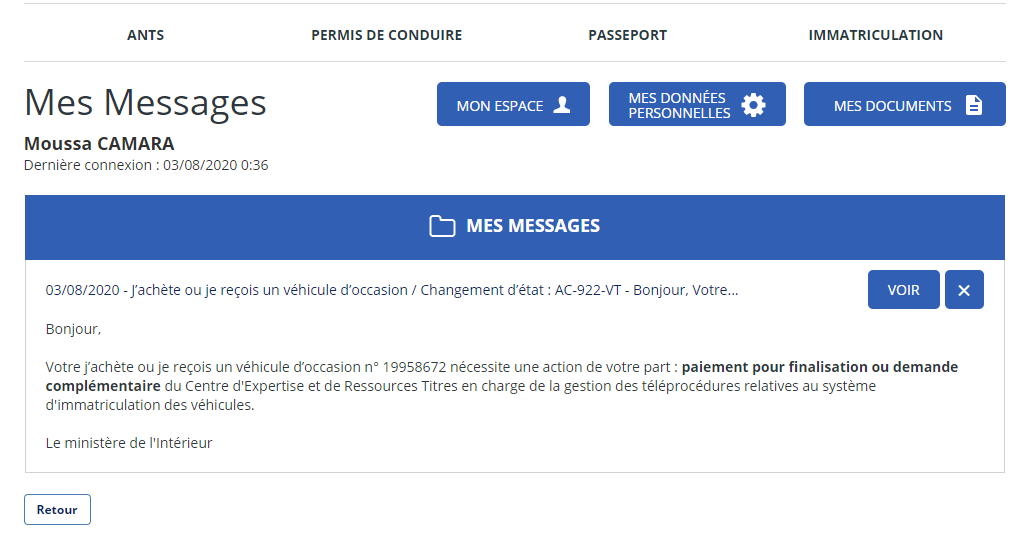 ANTS
PERMIS DE CONDUIRE
PASSEPORT
IMMATRICULATION
Mes Messages
MON ESPACE
MES DONNÉES
PERSONNELLES
MES DOCUMENTS
Moussa CAMARA
Dernière connexion : 03/08/2020 0:36
MES MESSAGES
03/08/2020 - J’achète ou je reçois un véhicule d’occasion / Changement d’état : AC-922-VT - Bonjour, Votre...
VOIR
Bonjour,
Votre j’achète ou je reçois un véhicule d’occasion n° 19958672 nécessite une action de votre part : paiement pour finalisation ou demande
complémentaire du Centre d'Expertise et de Ressources Titres en charge de la gestion des téléprocédures relatives au système
d'immatriculation des véhicules.
Le ministère de l'Intérieur
Retour